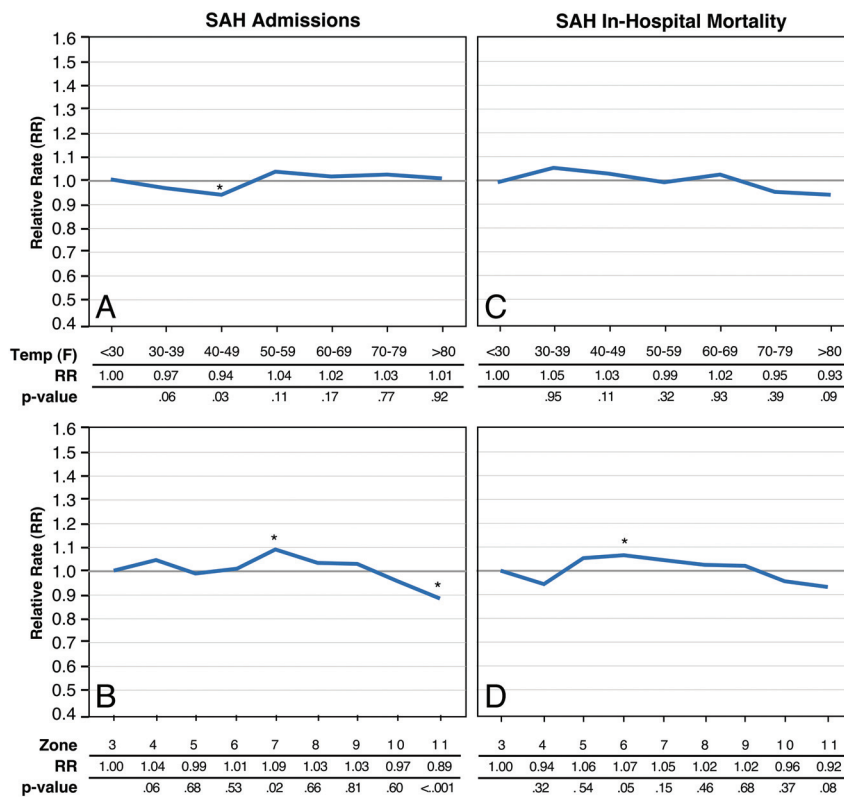 SAH Admissions
SAH In-Hospital Mortality
Relative Rate (RR)
1.6
1.5
1.4
1.3
1.2
1.1
1.0
0.9
0.8
0.7
0.6
0.5
0.4
*
A
C
Temp (F) <30 30-39 40-49 50-59 60-69 70-79 >80 <30 30-39 40-49 50-59 60-69 70-79 >80
RR 1.00 0.97 0.94 1.04 1.02 1.03 1.01 1.00 1.05 1.03 0.99 1.02 0.95 0.93
p-value .06 .03 .11 .17 .77 .92 .95 .11 .32 .93 .39 .09
Relative Rate (RR)
1.6
1.5
1.4
1.3
1.2
1.1
1.0
0.9
0.8
0.7
0.6
0.5
0.4
* *
*
B
D
Zone 3 4 5 6 7 8 9 10 11 3 4 5 6 7 8 9 10 11
RR 1.00 1.04 0.99 1.01 1.09 1.03 1.03 0.97 0.89 1.00 0.94 1.06 1.07 1.05 1.02 1.02 0.96 0.92
p-value .06 .68 .53 .02 .66 .81 .60 <.001 .32 .54 .05 .15 .46 .68 .37 .08